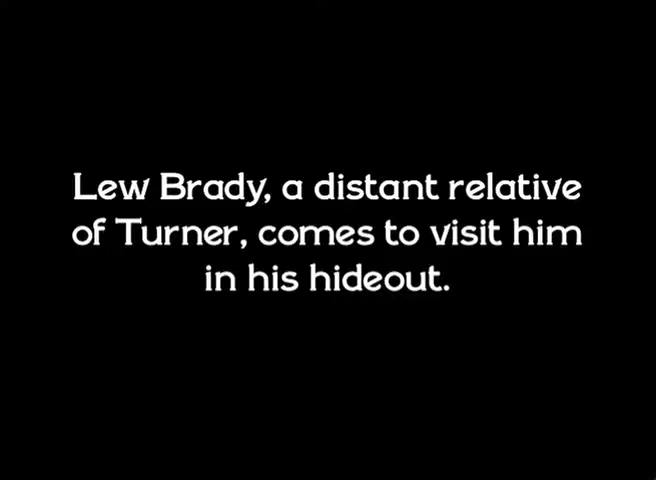 Lew Brady, a distant relative
of Turner, comes to visit him
in his hideout.